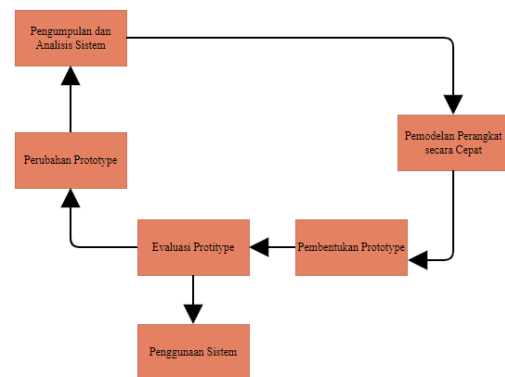 Pengumpulan dan
Analisis Sistem
Pemodelan Perangkat
secara Cepat
Perubahan Prototype
Evaluasi Protitype
Pembentukan Prototype
Penggunaan Sistem